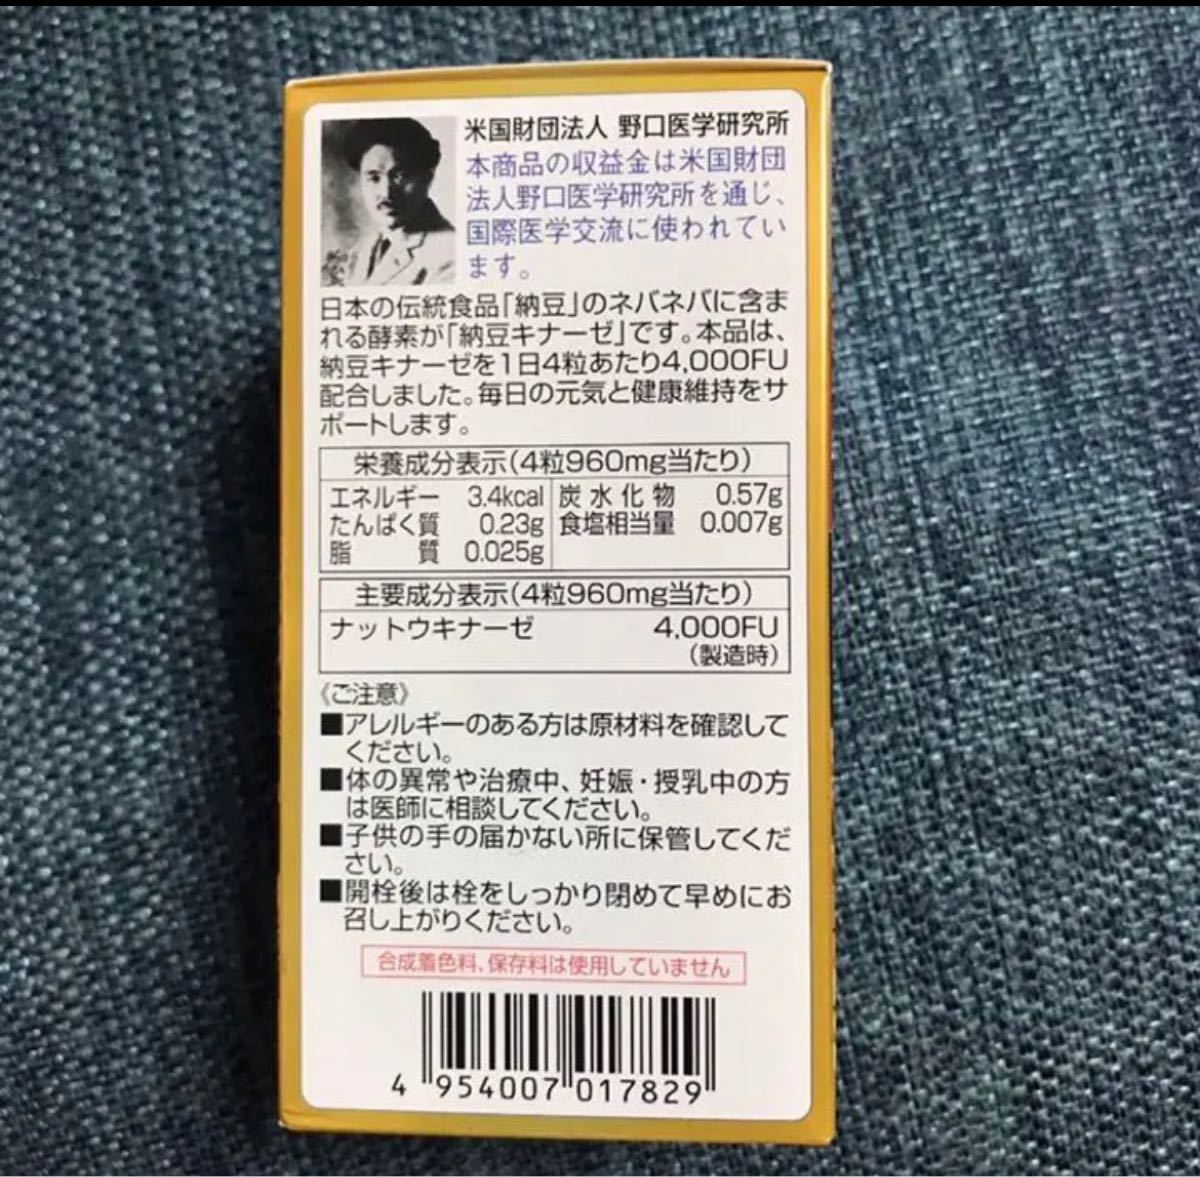 米国財団法人 野口医学研究所
本商品の収益金は米国財団
法人野口医学研究所を通じ、
国際医学交流に使われてい
ます。
日本の伝統食品「納豆」のネバネバに含ま
れる酵素が「納豆キナーゼ」です。本品は、
納豆キナーゼを1日4粒あたり4,000FU
配合しました。毎日の元気と健康維持をサ
ポートします。
栄養成分表示(4粒960mg当たり)
エネルギー 3.4kcal 炭水化物 0.57g
たんぱく質 0.23g 食塩相当量 0.007g
脂質 0.025g
主要成分表示(4粒960mg当たり)
ナットウキナーゼ 4,000FU
(製造時)
《ご注意》
■アレルギーのある方は原材料を確認して
ください。
■体の異常や治療中、妊娠・授乳中の方
は医師に相談してください。
■子供の手の届かない所に保管してくだ
さい。
■開栓後は栓をしっかり閉めて早めにお
召し上がりください。
合成着色料、保存料は使用していません
4 954007 017829